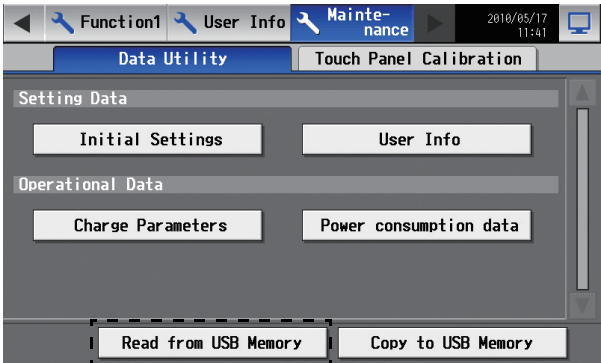 Function1 User Info Mainte-
nance
2010/05/17
11:41
Data Utility Touch Panel Calibration
Setting Data
Initial Settings User Info
Operational Data
Charge Parameters Power consumption data
Read from USB Memory Copy to USB Memory